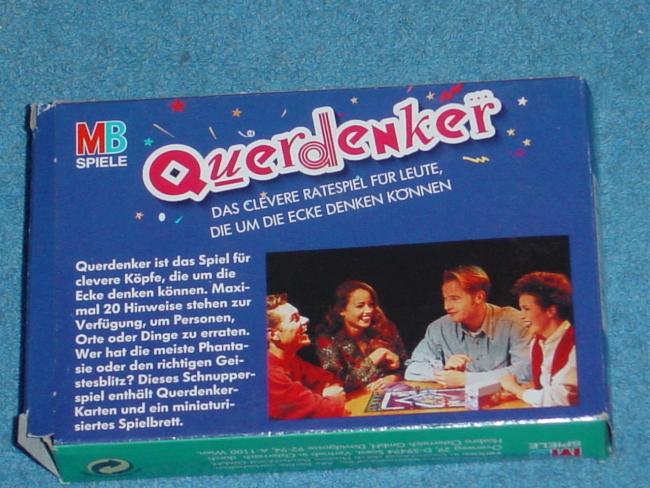 MB
SPIELE
Querdenker...
DAS CLEVERE RATESPIEL FÜR LEUTE,
DIE UM DIE ECKE DENKEN KÖNNEN
Querdenker ist das Spiel für
clevere Köpfe, die um die
Ecke denken können. Maxi-
mal 20 Hinweise stehen zur
Verfügung, um Personen,
Orte oder Dinge zu erraten.
Wer hat die meiste Phanta-
sie oder den richtigen Gei-
stesblitz? Dieses Schnupper-
spiel enthält Querdenker-
Karten und ein miniaturi-
siertes Spielbrett.
MB
SPIELE